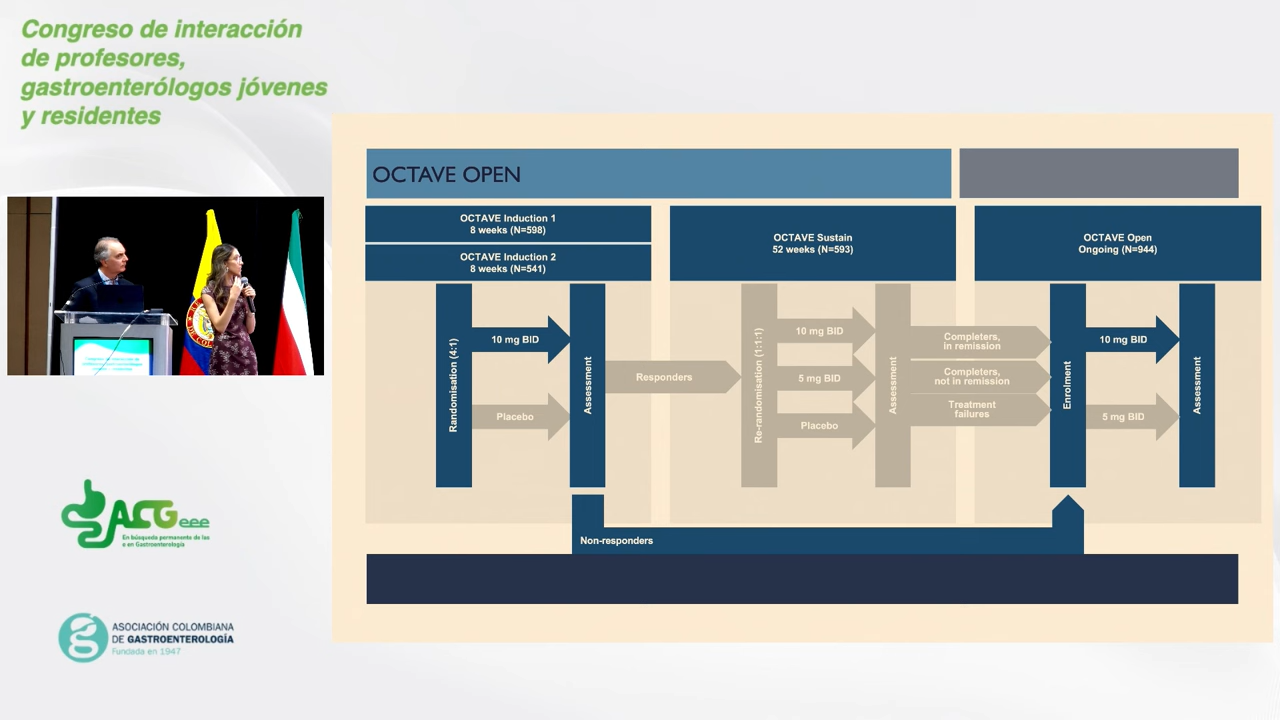 Congreso de interacción
de profesores,
gastroenterólogos jóvenes
y residentes
OCTAVE OPEN
OCTAVE Induction 1
8 weeks (N=598)
OCTAVE Induction 2
8 weeks (N=541)
OCTAVE Sustain
52 weeks (N=593)
OCTAVE Open
Ongoing (N=944)
Randomisation (4:1)
10 mg BID
Placebo
Assessment
Responders
Re-randomisation (1:1:1)
10 mg BID
5 mg BID
Placebo
Assessment
Completers,
in remission
Completers,
not in remission
Treatment
failures
Enrolment
10 mg BID
5 mg BID
Assessment
Non-responders
ACGeee
En búsqueda permanente de las
e en Gastroenterología
ASOCIACIÓN COLOMBIANA
DE GASTROENTEROLOGÍA
Fundada en 1947